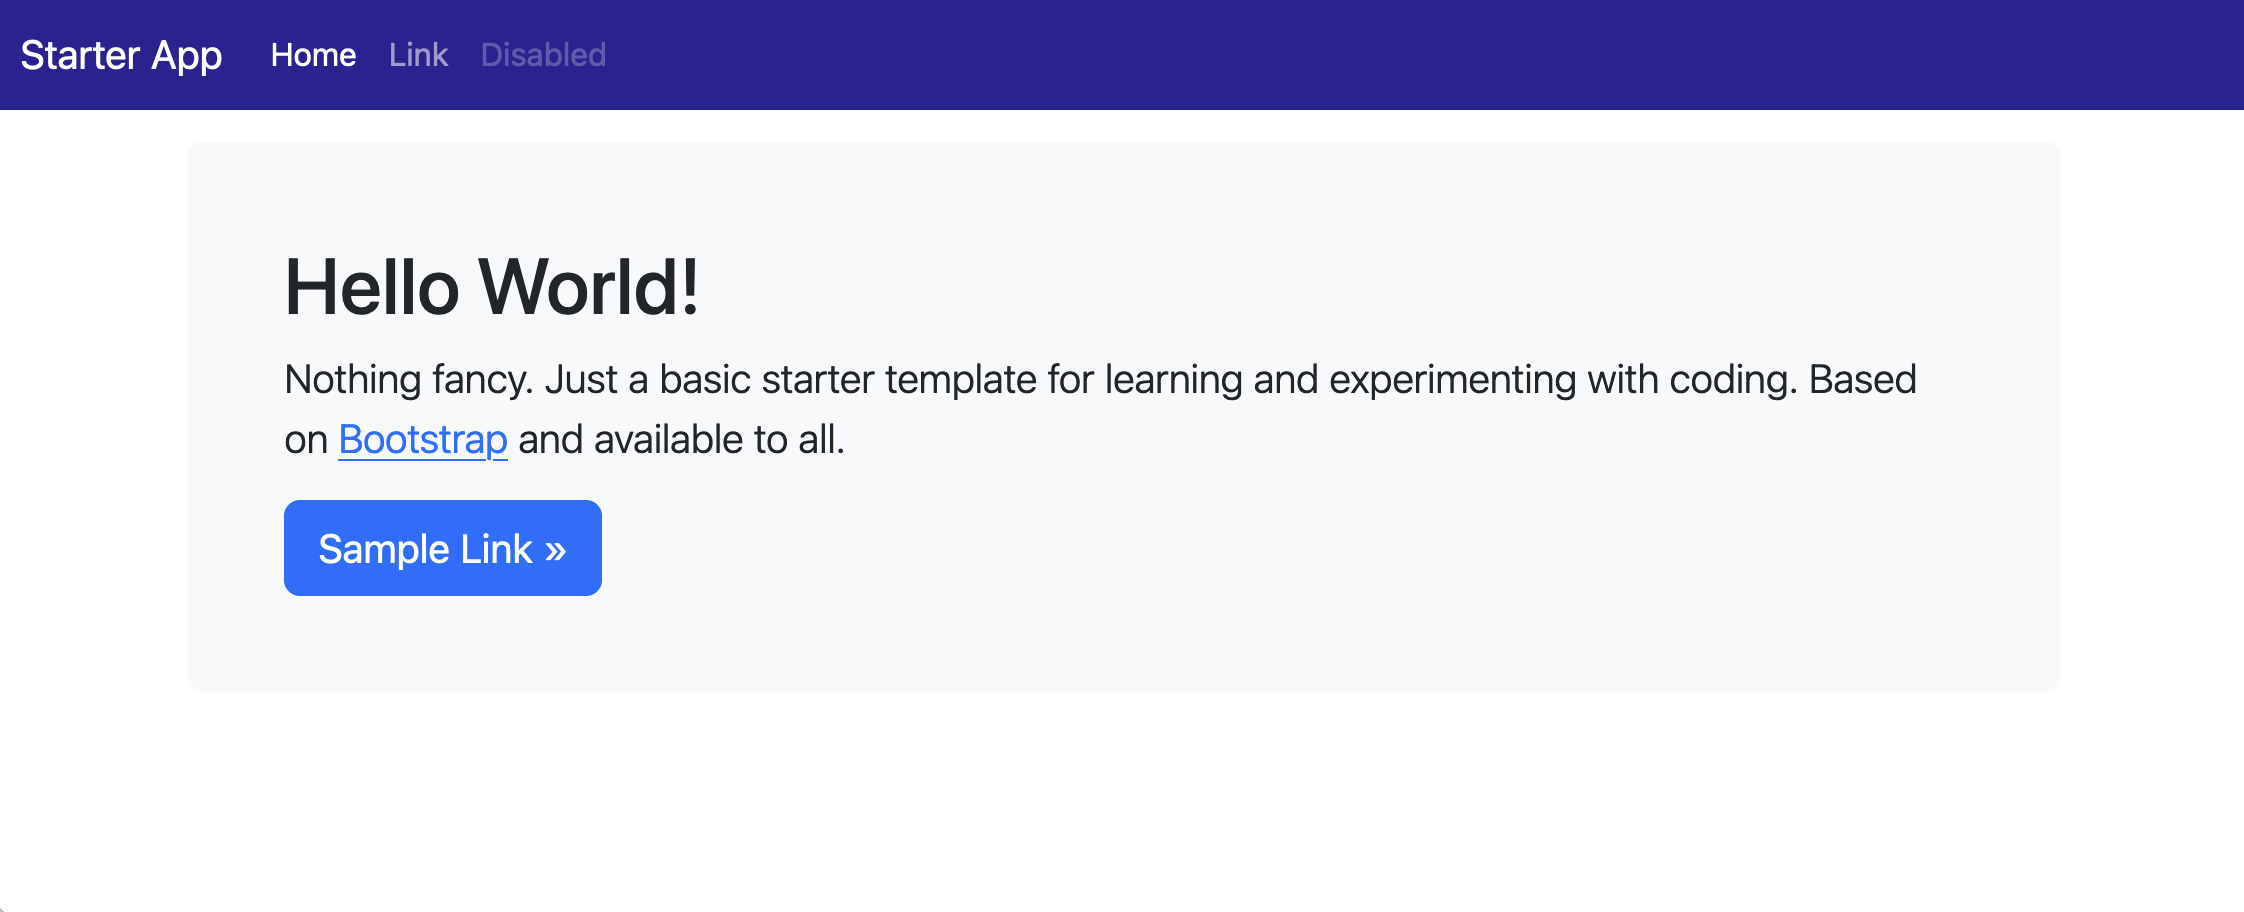 Starter App Home Link Disabled
Hello World!
Nothing fancy. Just a basic starter template for learning and experimenting with coding. Based
on Bootstrap and available to all.
Sample Link »